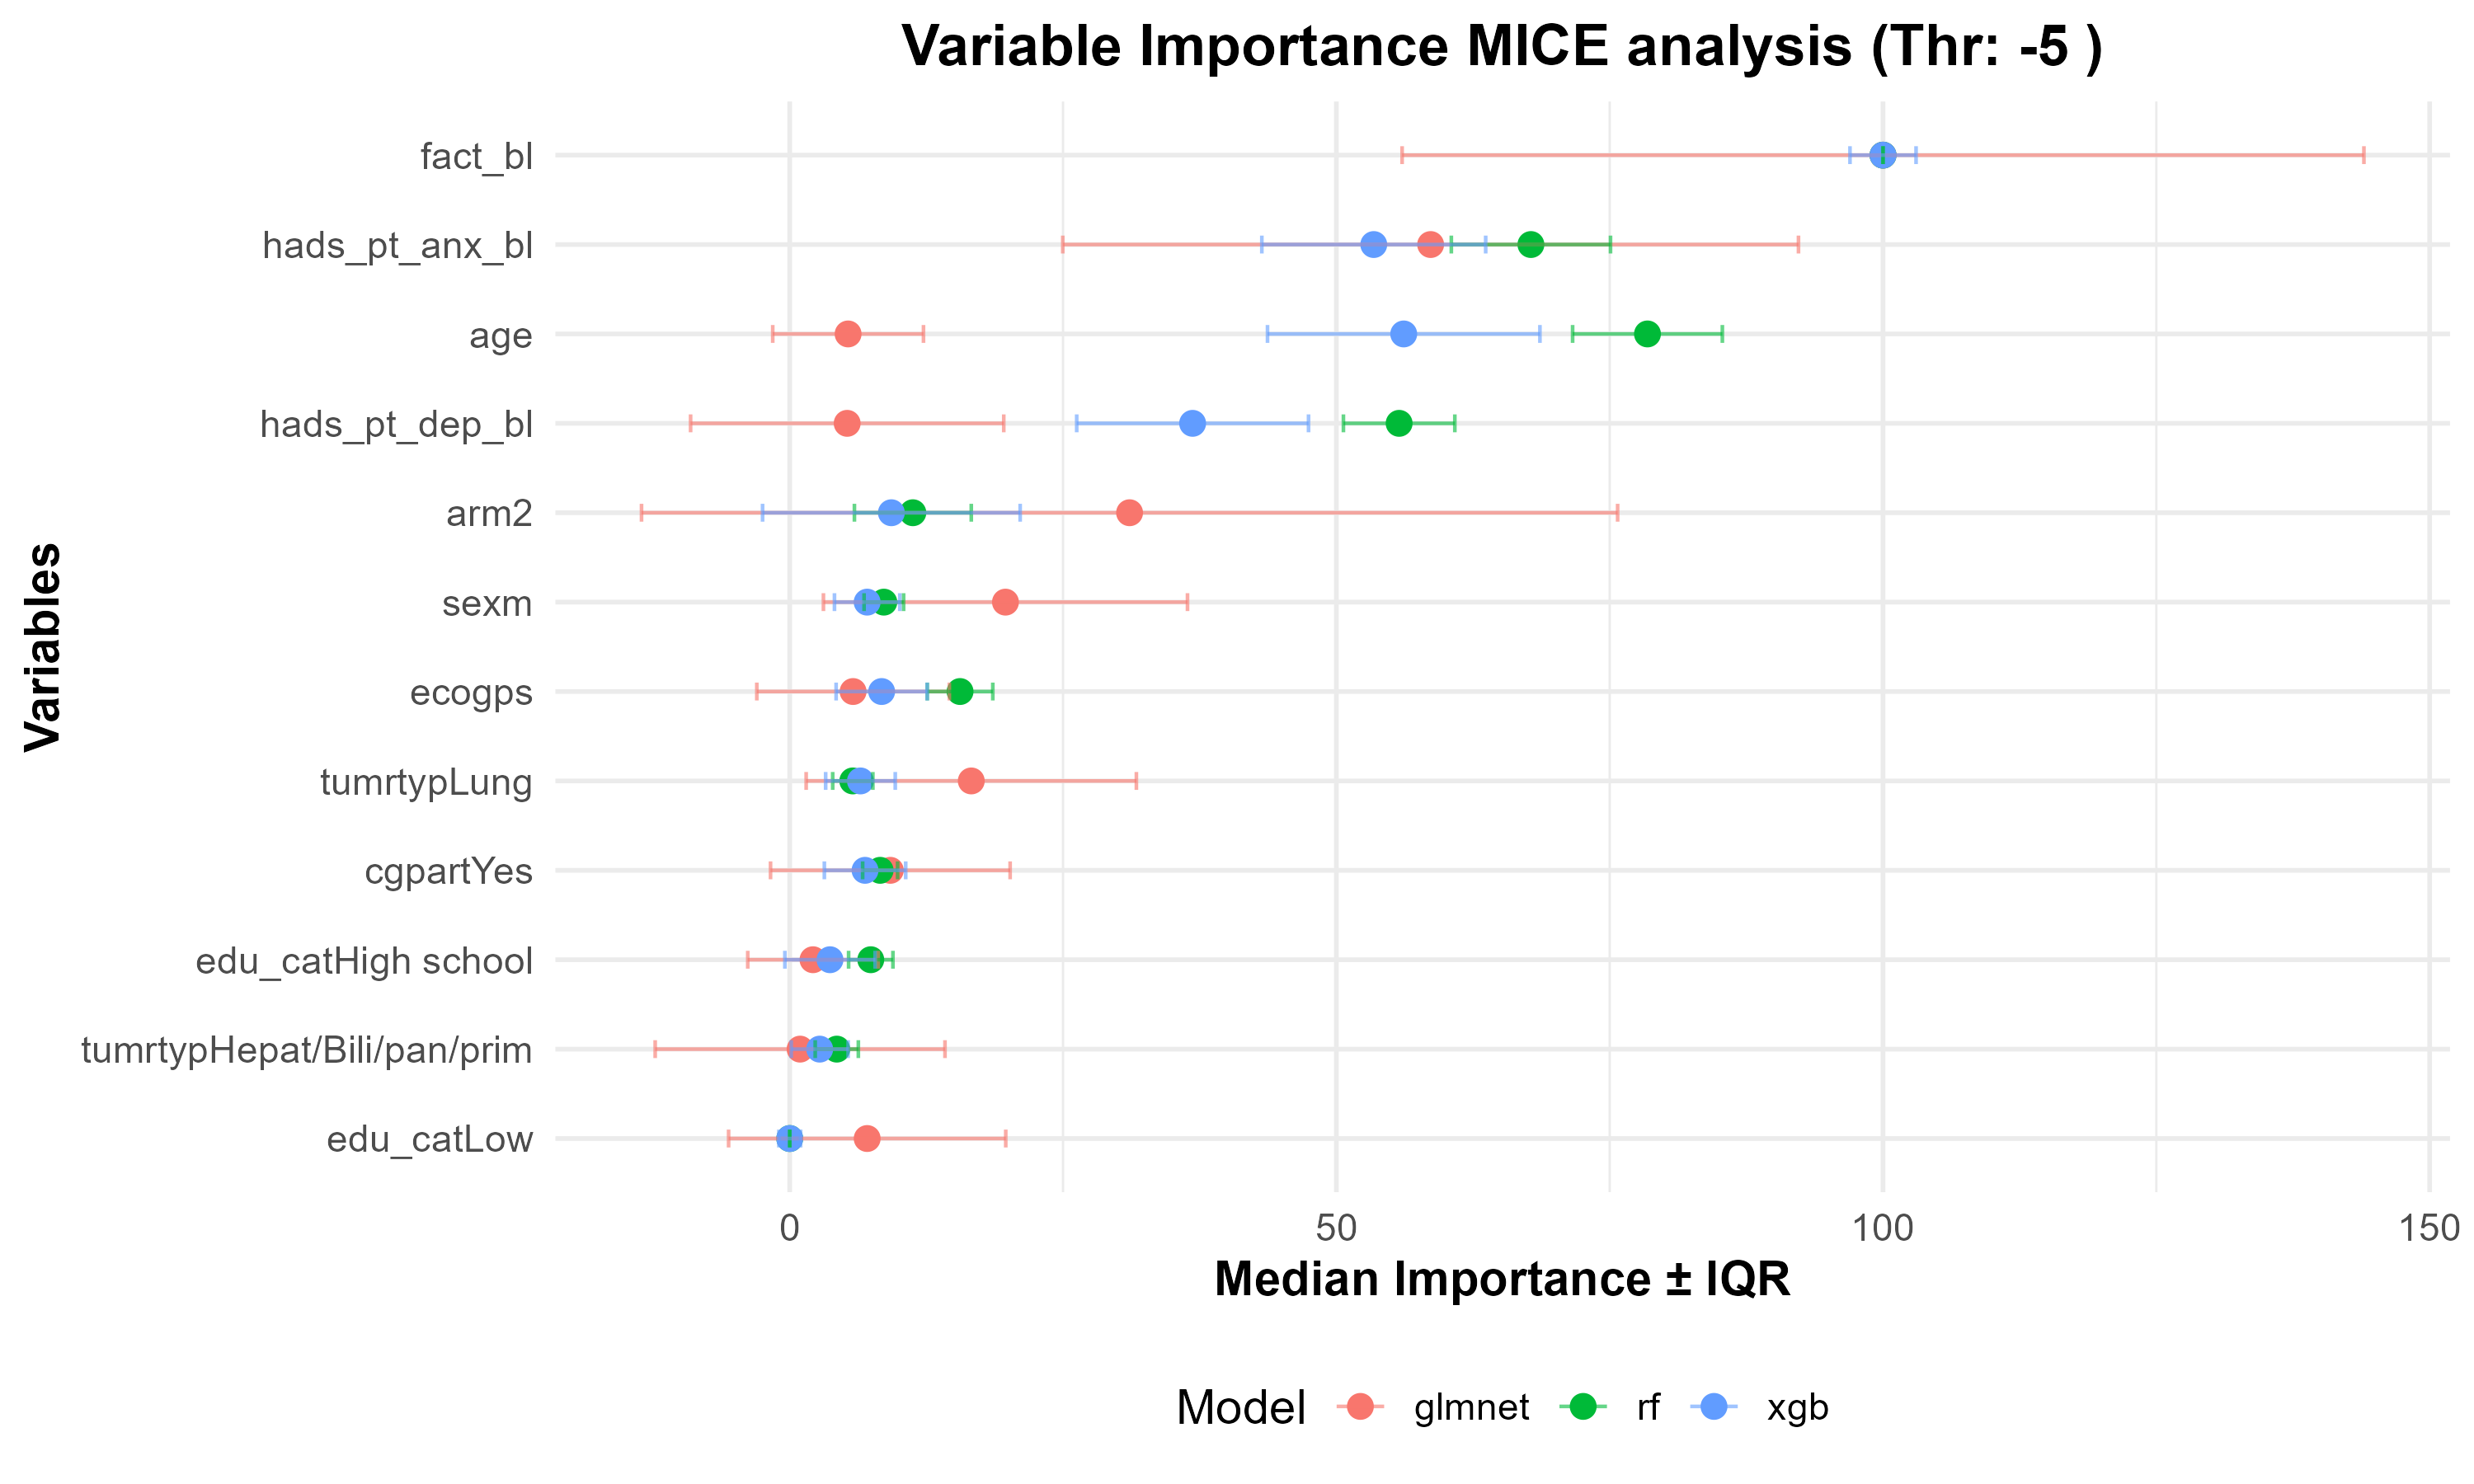 Variable Importance MICE analysis (Thr: -5 )
Variables
fact_bl
hads_pt_anx_bl
age
hads_pt_dep_bl
arm2
sexm
ecogps
tumrtypLung
cgpartYes
edu_catHigh school
tumrtypHepat/Bili/pan/prim
edu_catLow
0 50 100 150
Median Importance ± IQR
Model glmnet rf xgb